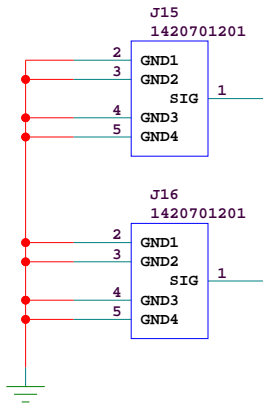 J15
1420701201
2 GND1
3 GND2
SIG 1
4 GND3
5 GND4
J16
1420701201
2 GND1
3 GND2
SIG 1
4 GND3
5 GND4